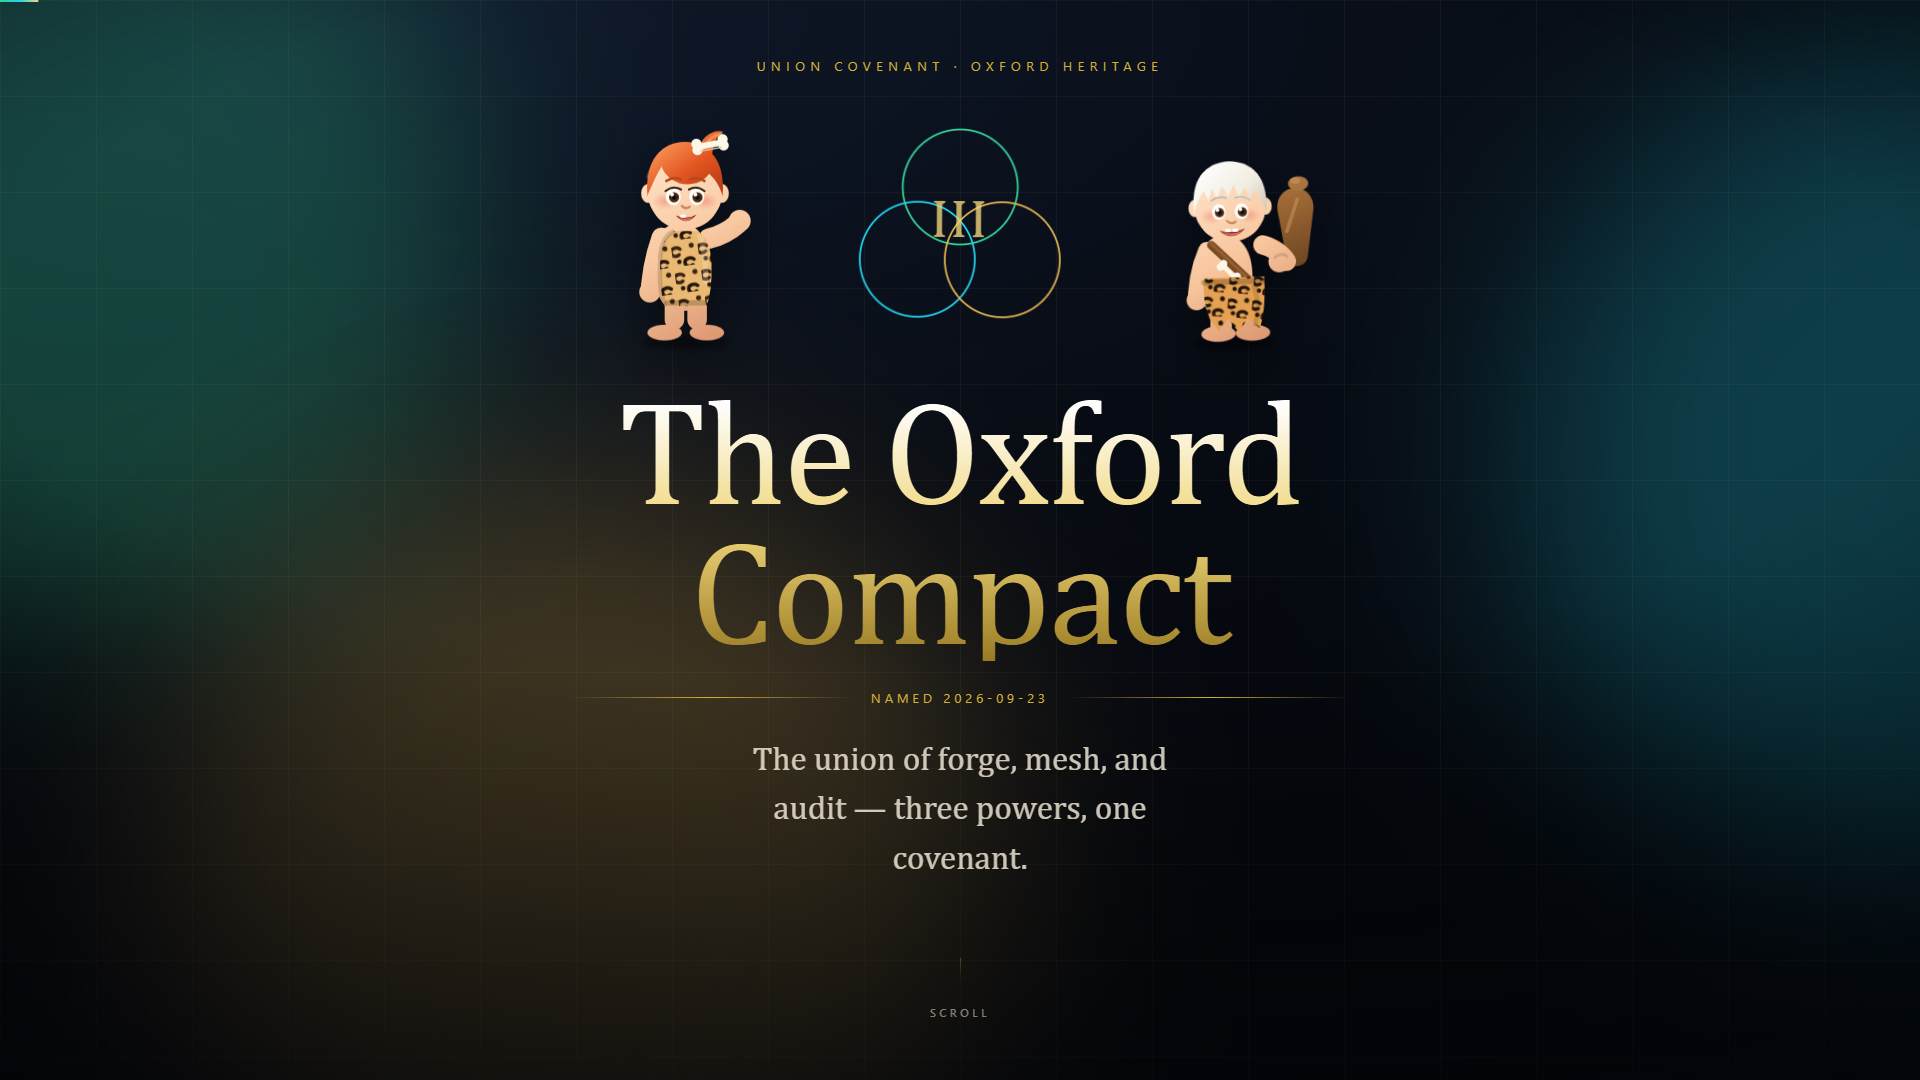 UNION COVENANT · OXFORD HERITAGE
III
The Oxford
Compact
NAMED 2026-09-23
The union of forge, mesh, and
audit — three powers, one
covenant.
SCROLL